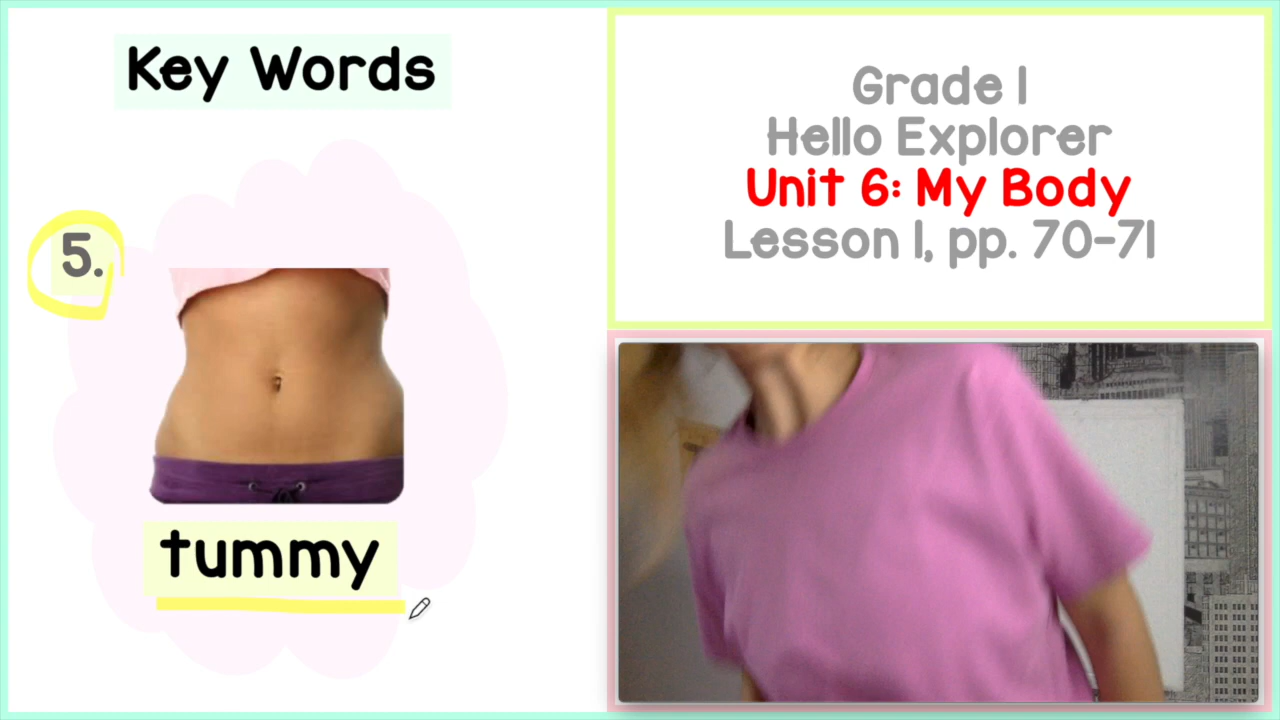 Key Words
5.
tummy
Grade 1
Hello Explorer
Unit 6: My Body
Lesson 1, pp. 70-71